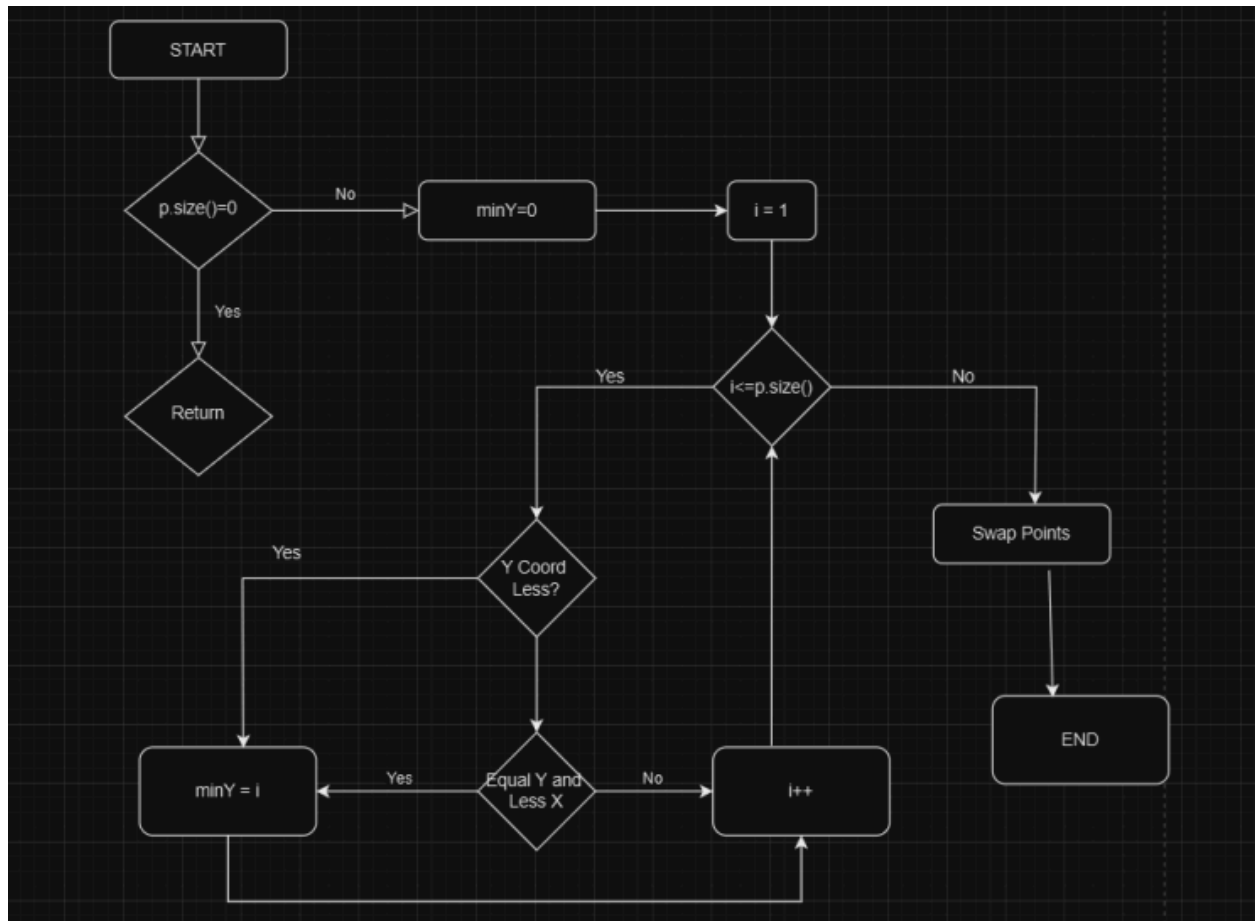 START
p.size()=0
No
minY=0
i = 1
Yes
Return
i<=p.size()
Yes
No
Y Coord
Less?
Yes
Swap Points
Equal Y and
Less X
Yes
No
minY = i
i++
END